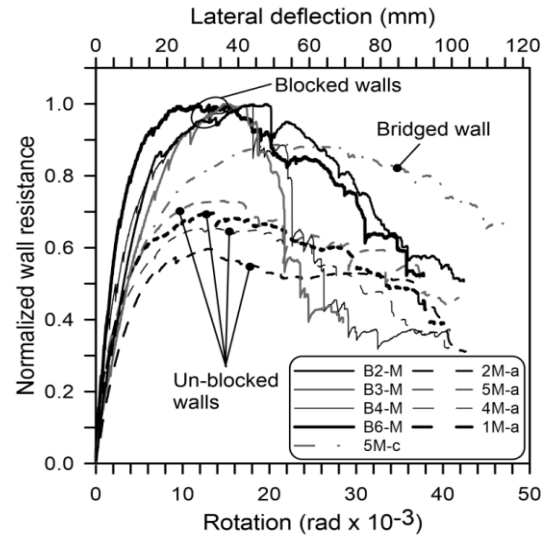 Lateral deflection (mm)
0 20 40 60 80 100 120
Normalized wall resistance
1.0
0.8
0.6
0.4
0.2
0.0
Blocked walls
Bridged wall
Un-blocked
walls
B2-M 2M-a
B3-M 5M-a
B4-M 4M-a
B6-M 1M-a
5M-c
0 10 20 30 40 50
Rotation (rad x 10-3)